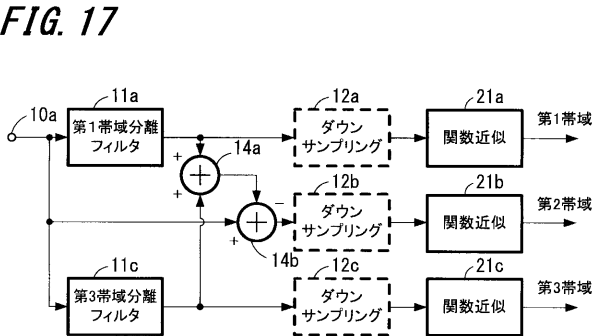 FIG. 17
10a
11a
第1帯域分離
フィルタ
12a
ダウン
サンプリング
21a
関数近似
第1帯域
+
+
+
14a
12b
ダウン
サンプリング
21b
関数近似
第2帯域
−
+
+
14b
11c
第3帯域分離
フィルタ
12c
ダウン
サンプリング
21c
関数近似
第3帯域